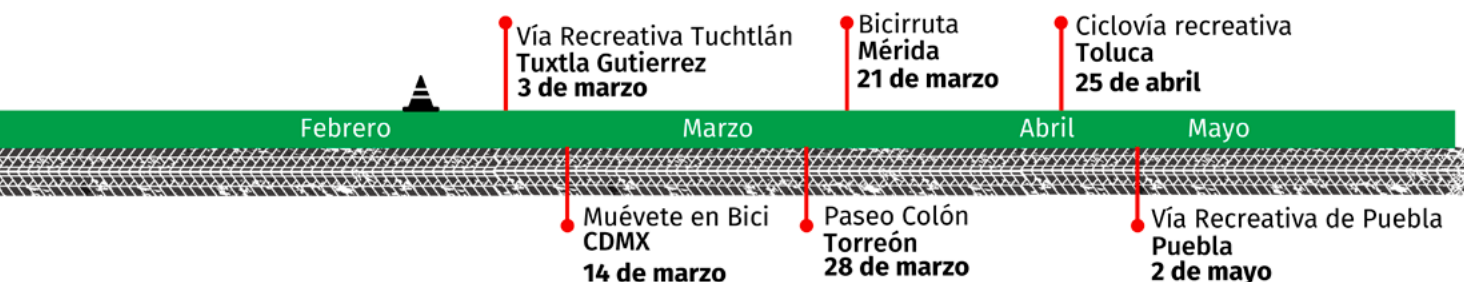 Vía Recreativa Tuchtlán
Tuxtla Gutierrez
3 de marzo
Bicirruta
Mérida
21 de marzo
Ciclovía recreativa
Toluca
25 de abril
Febrero
Marzo
Abril
Mayo
Muévete en Bici
CDMX
14 de marzo
Paseo Colón
Torreón
28 de marzo
Vía Recreativa de Puebla
Puebla
2 de mayo